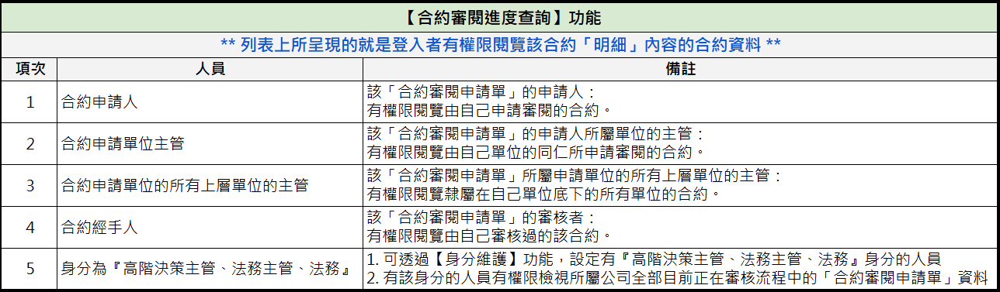 【合約審閱進度查詢】功能
** 列表上所呈現的就是登入者有權限閱覽該合約「明細」內容的合約資料 **
項次 人員 備註
1 合約申請人 該「合約審閱申請單」的申請人：
有權限閱覽由自己申請審閱的合約。
2 合約申請單位主管 該「合約審閱申請單」的申請人所屬單位的主管：
有權限閱覽由自己單位的同仁所申請審閱的合約。
3 合約申請單位的所有上層單位的主管 該「合約審閱申請單」所屬申請單位的所有上層單位的主管：
有權限閱覽隸屬在自己單位底下的所有單位的合約。
4 合約經手人 該「合約審閱申請單」的審核者：
有權限閱覽由自己審核過的該合約。
5 身分為『高階決策主管、法務主管、法務』 1. 可透過【身分維護】功能，設定有『高階決策主管、法務主管、法務』身分的人員
2. 有該身分的人員有權限檢視所屬公司全部目前正在審核流程中的「合約審閱申請單」資料